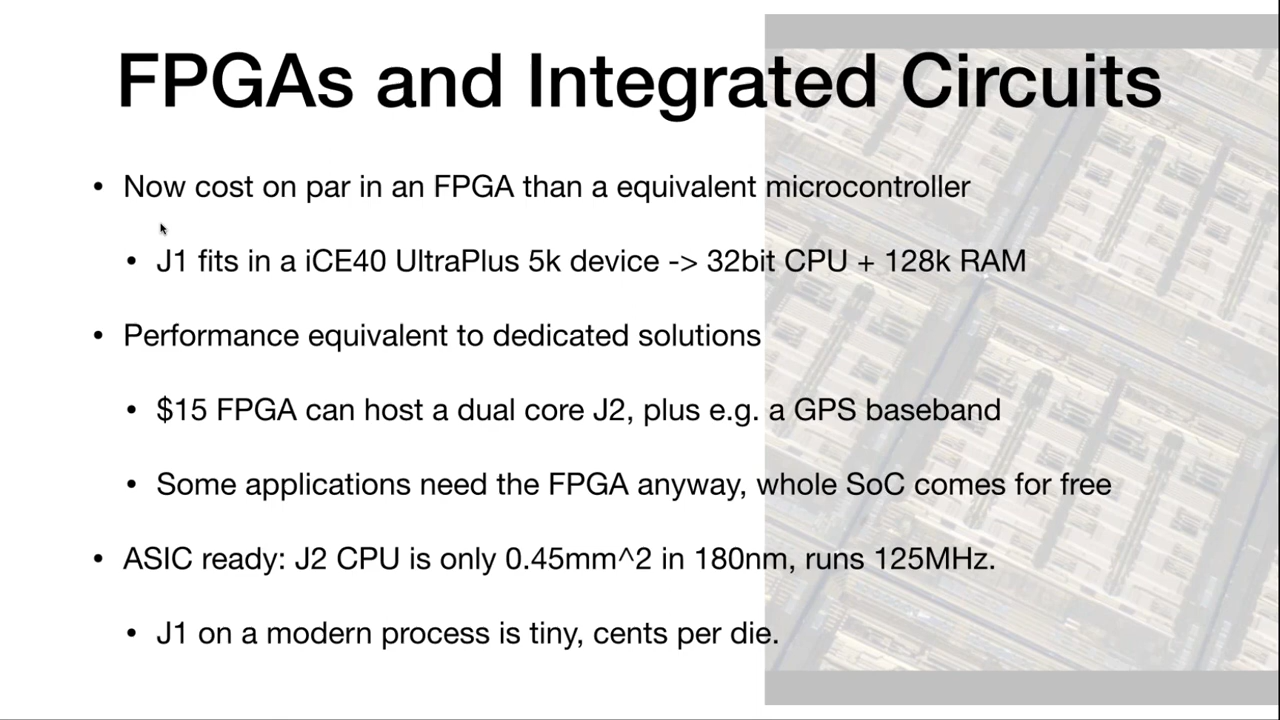 FPGAs and Integrated Circuits
• Now cost on par in an FPGA than a equivalent microcontroller
• J1 fits in a iCE40 UltraPlus 5k device -> 32bit CPU + 128k RAM
• Performance equivalent to dedicated solutions
• $15 FPGA can host a dual core J2, plus e.g. a GPS baseband
• Some applications need the FPGA anyway, whole SoC comes for free
• ASIC ready: J2 CPU is only 0.45mm^2 in 180nm, runs 125MHz.
• J1 on a modern process is tiny, cents per die.